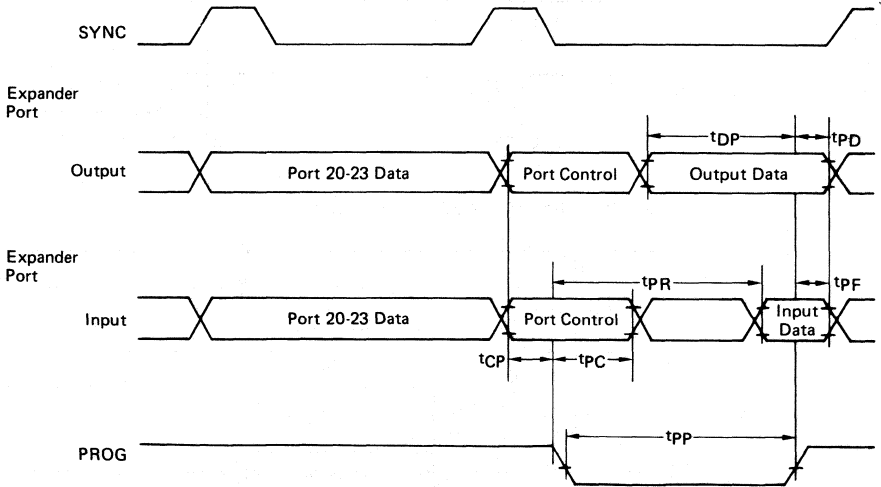 SYNC
Expander
Port
tDP
tPD
Output
Port 20-23 Data
Port Control
Output Data
Expander
Port
tPR
tPF
Input
Port 20-23 Data
Port Control
Input
Data
tCP
tPC
tPP
PROG